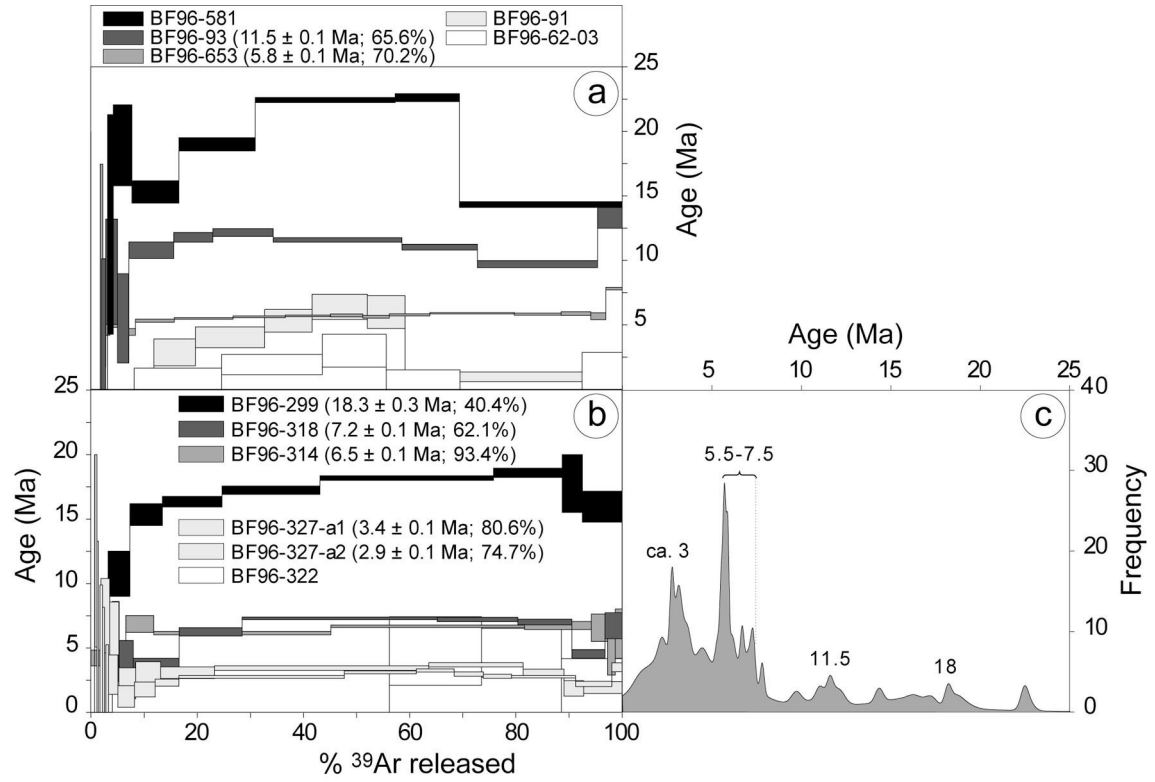 BF96-581
BF96-91
BF96-93 (11.5 ± 0.1 Ma; 65.6%)
BF96-62-03
BF96-653 (5.8 ± 0.1 Ma; 70.2%)
a
25
20
15
10
5
Age (Ma)
25
20
15
10
5
0
Age (Ma)
b
BF96-299 (18.3 ± 0.3 Ma; 40.4%)
BF96-318 (7.2 ± 0.1 Ma; 62.1%)
BF96-314 (6.5 ± 0.1 Ma; 93.4%)
BF96-327-a1 (3.4 ± 0.1 Ma; 80.6%)
BF96-327-a2 (2.9 ± 0.1 Ma; 74.7%)
BF96-322
0 20 40 60 80 100
% ³⁹Ar released
Age (Ma)
5 10 15 20 25
c
40
30
20
10
0
Frequency
5.5-7.5
ca. 3
11.5
18